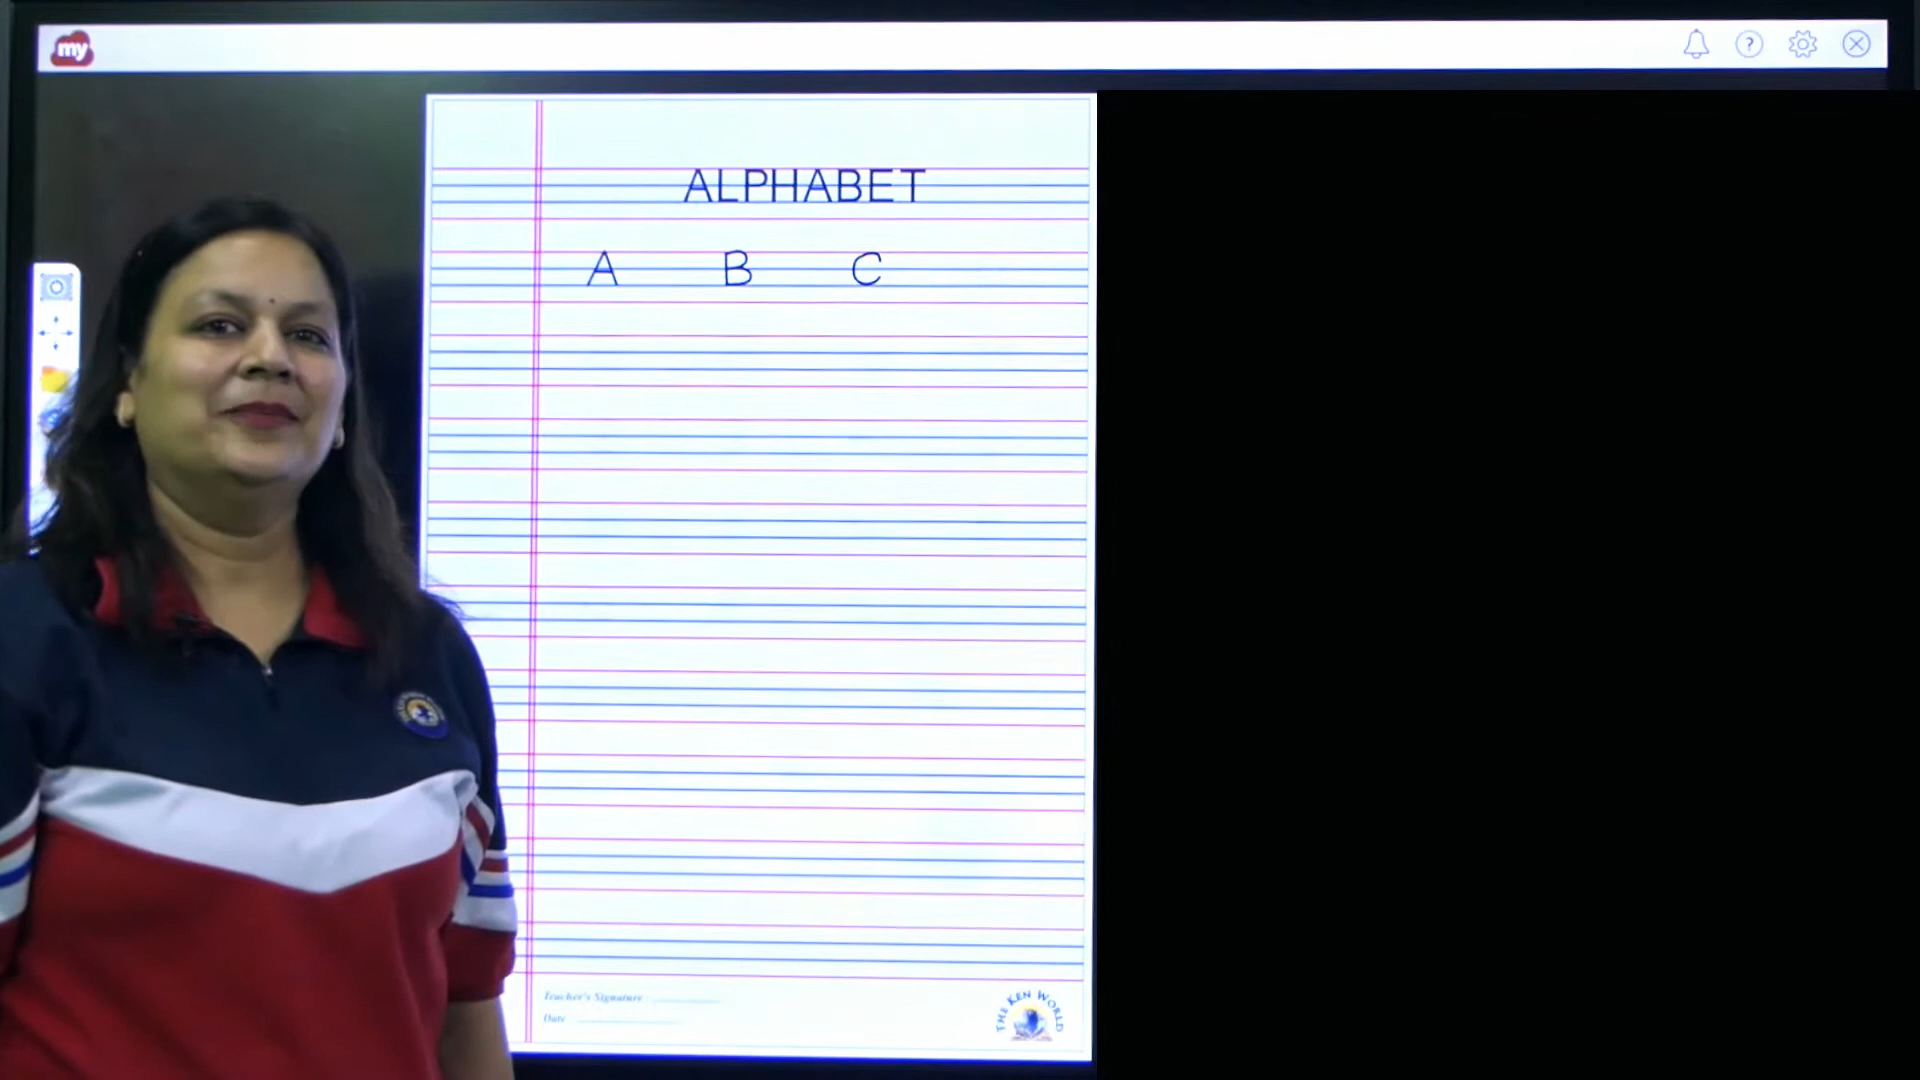 my
ALPHABET
A B C
Teacher's Signature
Date
THE KEN WORLD